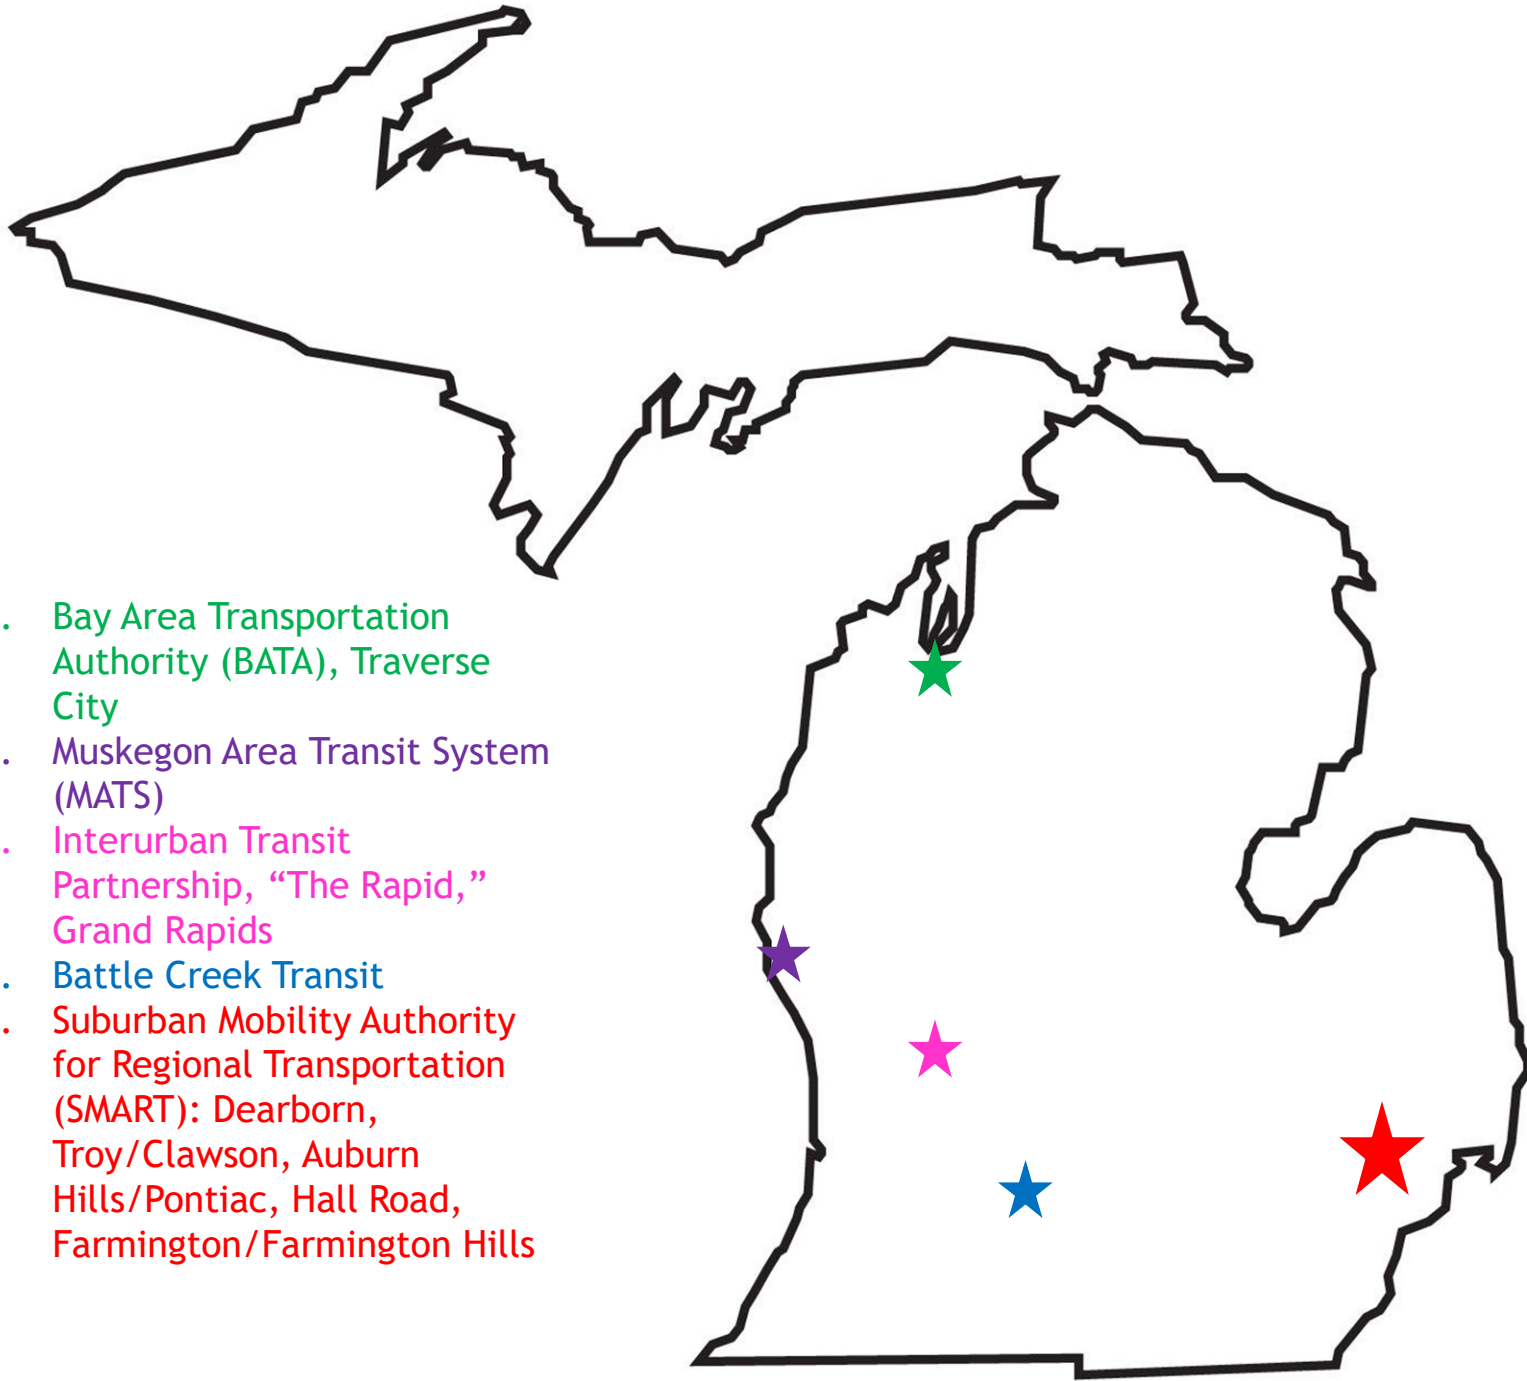 . Bay Area Transportation
Authority (BATA), Traverse
City
. Muskegon Area Transit System
(MATS)
. Interurban Transit
Partnership, “The Rapid,”
Grand Rapids
. Battle Creek Transit
. Suburban Mobility Authority
for Regional Transportation
(SMART): Dearborn,
Troy/Clawson, Auburn
Hills/Pontiac, Hall Road,
Farmington/Farmington Hills